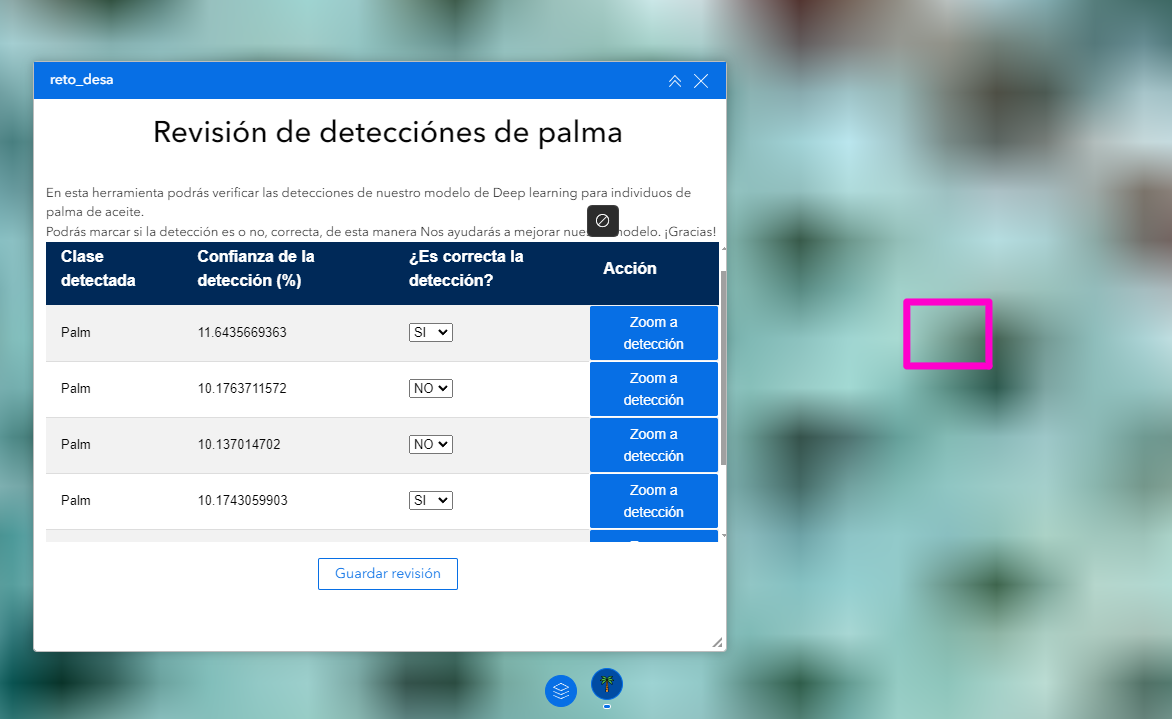 reto_desa
Revisión de detecciónes de palma
En esta herramienta podrás verificar las detecciones de nuestro modelo de Deep learning para individuos de
palma de aceite.
Podrás marcar si la detección es o no, correcta, de esta manera Nos ayudarás a mejorar modelo. ¡Gracias!
Clase detectada Confianza de la detección (%) ¿Es correcta la detección? Acción
Palm 11.6435669363 SI Zoom a detección
Palm 10.1763711572 NO Zoom a detección
Palm 10.137014702 NO Zoom a detección
Palm 10.1743059903 SI Zoom a detección
Guardar revisión